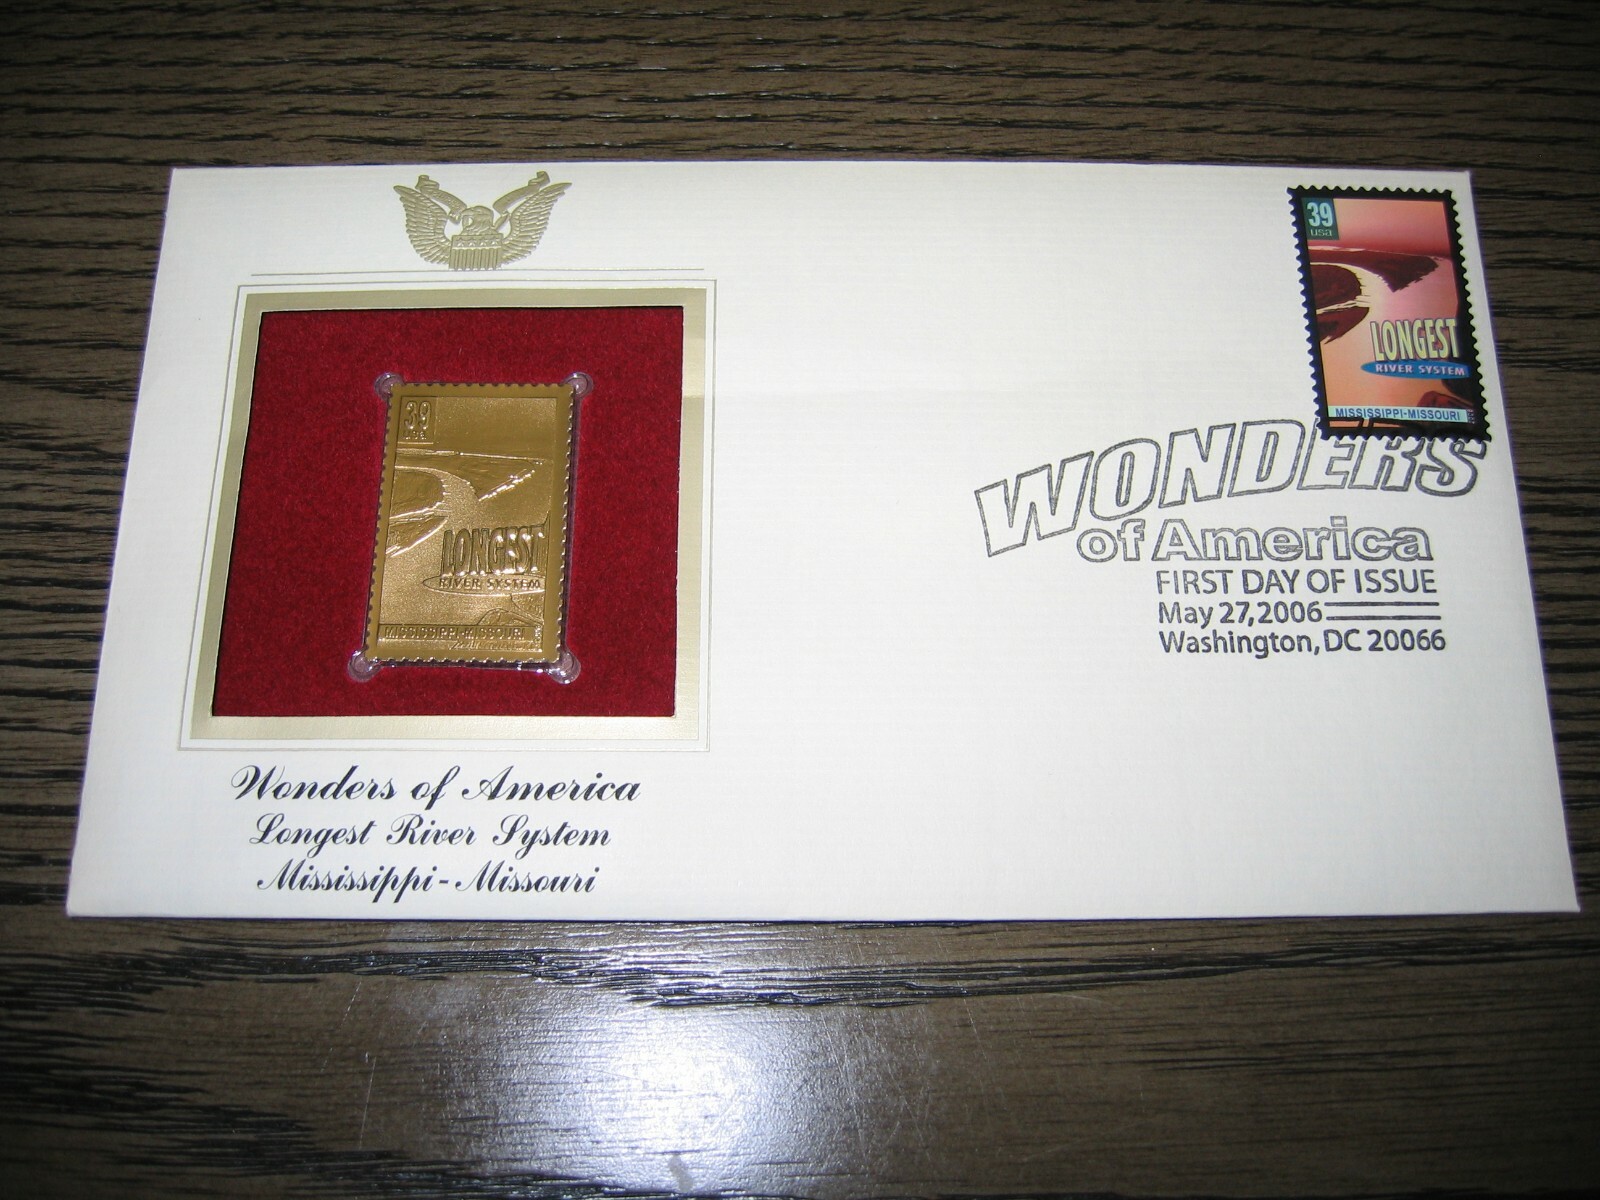 39
USA
LONGEST
RIVER SYSTEM
MISSISSIPPI-MISSOURI
Wonders of America
Longest River System
Mississippi-Missouri
39
USA
LONGEST
RIVER SYSTEM
MISSISSIPPI-MISSOURI
WONDERS
of America
FIRST DAY OF ISSUE
May 27, 2006
Washington, DC 20066